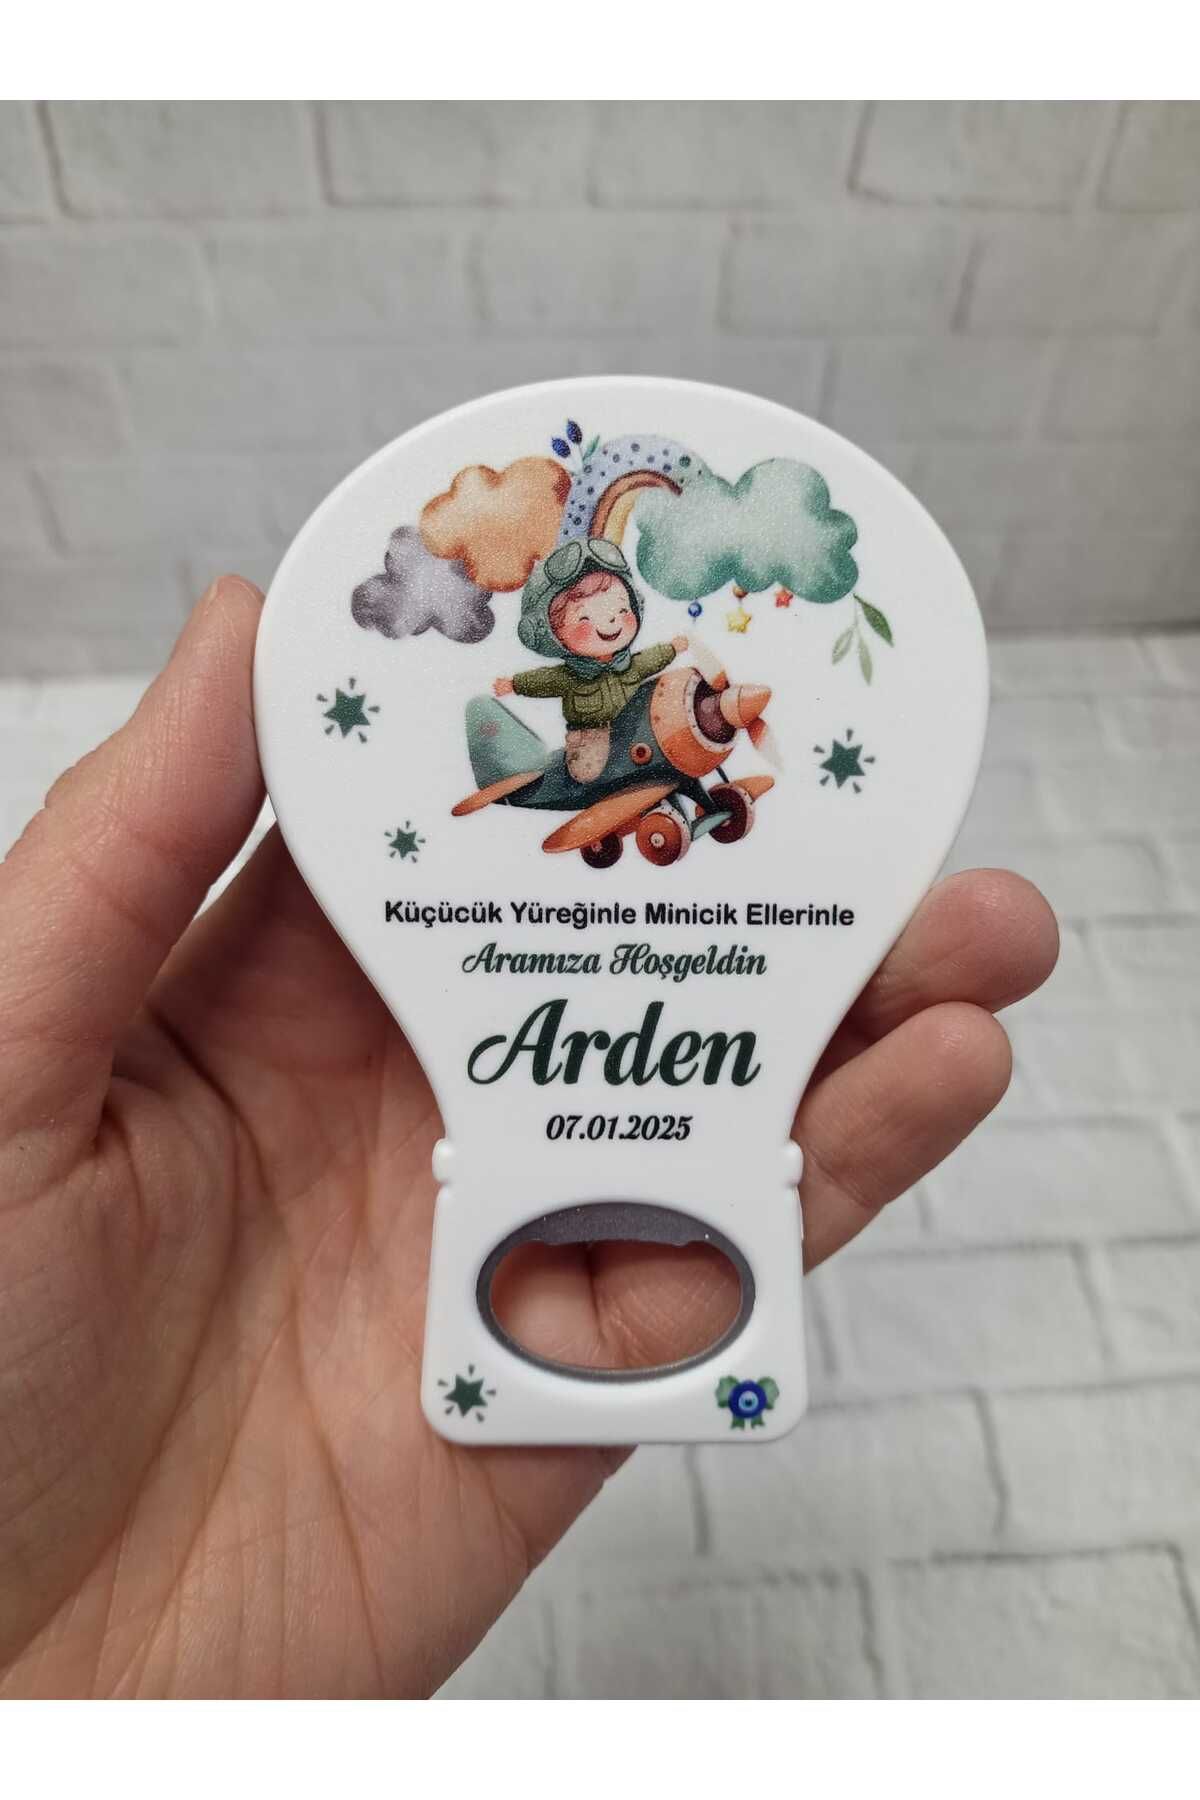 Küçücük Yüreğinle Minicik Ellerinle
Aramıza Hoşgeldin
Arden
07.01.2025